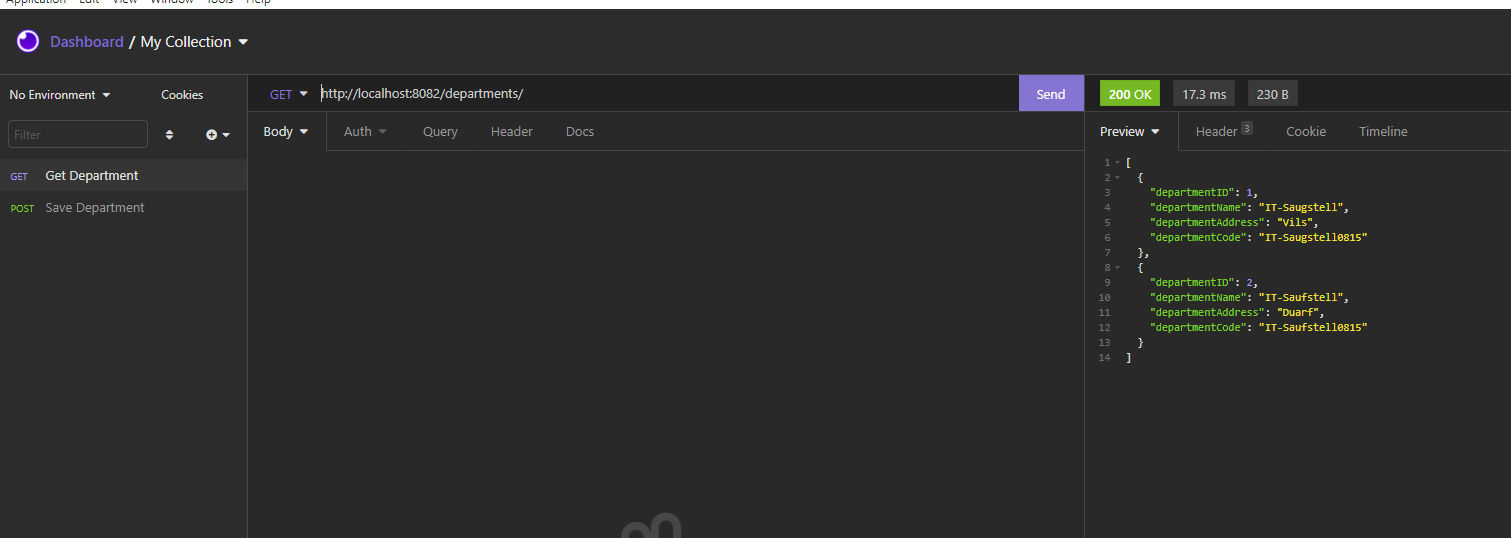 Application Edit View Window Tools Help
Dashboard / My Collection
No Environment Cookies
GET http://localhost:8082/departments/ Send
200 OK 17.3 ms 230 B
Filter
Body Auth Query Header Docs
Preview Header 3 Cookie Timeline
GET Get Department
POST Save Department
1 [
2 {
3 "departmentID": 1,
4 "departmentName": "IT-Saugstell",
5 "departmentAddress": "Vils",
6 "departmentCode": "IT-Saugstell0815"
7 },
8 {
9 "departmentID": 2,
10 "departmentName": "IT-Saufstell",
11 "departmentAddress": "Duarf",
12 "departmentCode": "IT-Saufstell0815"
13 }
14 ]